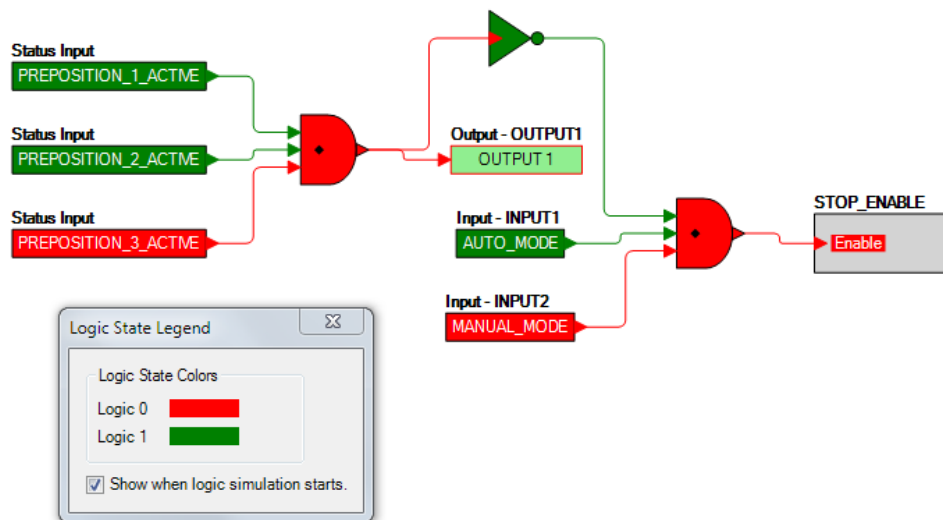 Status Input
PREPOSITION_1_ACTIVE
Status Input
PREPOSITION_2_ACTIVE
Status Input
PREPOSITION_3_ACTIVE
Output - OUTPUT1
OUTPUT 1
Input - INPUT1
AUTO_MODE
Input - INPUT2
MANUAL_MODE
STOP_ENABLE
Enable
Logic State Legend
Logic State Colors
Logic 0
Logic 1
Show when logic simulation starts.